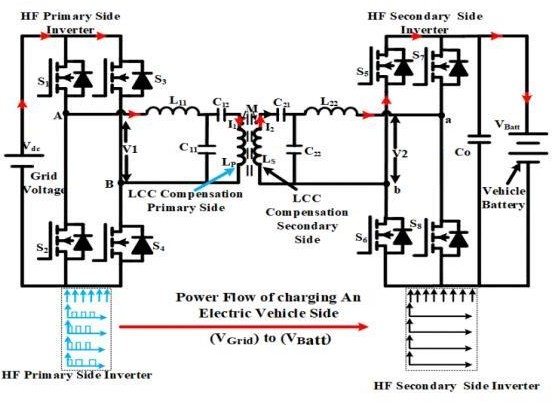 HF Primary Side
Inverter
HF Secondary Side
Inverter
S1
S3
S5
S7
L11
C12
M
C21
L22
A
a
I1
I2
Vdc
Grid
Voltage
V1
C11
LP
LS
C22
V2
Co
VBatt
B
b
LCC Compensation
Primary Side
LCC
Compensation
Secondary
Side
Vehicle
Battery
S2
S4
S6
S8
Power Flow of charging An
Electric Vehicle Side
(VGrid) to (VBatt)
HF Primary Side Inverter
HF Secondary Side Inverter